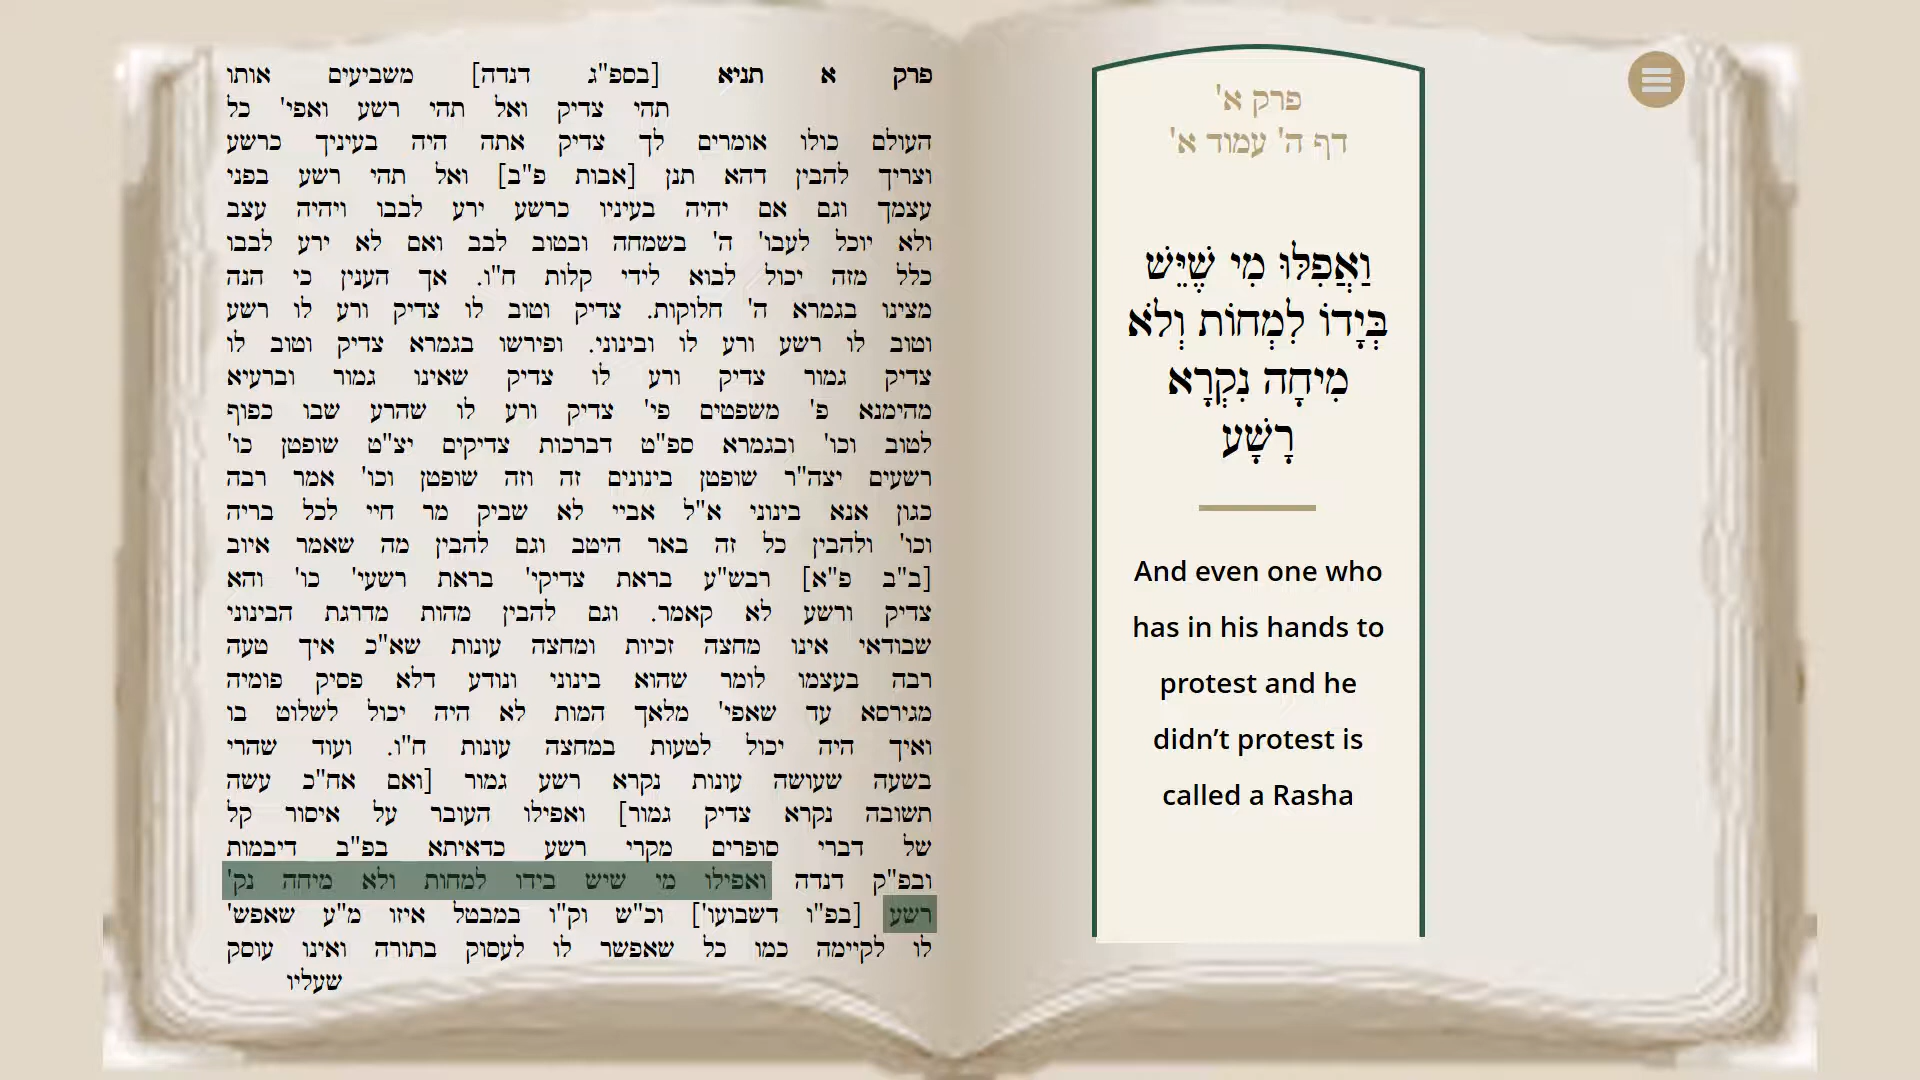 פרק א תניא [בספ"ג דנדה] משביעים אותו
תהי צדיק ואל תהי רשע ואפי' כל
העולם כולו אומרים לך צדיק אתה היה בעיניך כרשע
וצריך להבין דהא תנן [אבות פ"ב] ואל תהי רשע בפני
עצמך וגם אם יהיה בעיניו כרשע ירע לבבו ויהיה עצב
ולא יוכל לעבו' ה' בשמחה ובטוב לבב ואם לא ירע לבבו
כלל מזה יכול לבוא לידי קלות ח"ו. אך הענין כי הנה
מצינו בגמרא ה' חלוקות. צדיק וטוב לו צדיק ורע לו רשע
וטוב לו רשע ורע לו ובינוני. ופירשו בגמרא צדיק וטוב לו
צדיק גמור צדיק ורע לו צדיק שאינו גמור וברעיא
מהימנא פ' משפטים פי' צדיק ורע לו שהרע שבו כפוף
לטוב וכו' ובגמרא ספ"ט דברכות צדיקים יצ"ט שופטן כו'
רשעים יצה"ר שופטן בינונים זה וזה שופטן וכו' אמר רבה
כגון אנא בינוני א"ל אביי לא שביק מר חיי לכל בריה
וכו' ולהבין כל זה באר היטב וגם להבין מה שאמר איוב
[ב"ב פ"א] רבש"ע בראת צדיקי' בראת רשעי' כו' והא
צדיק ורשע לא קאמר. וגם להבין מהות מדרגת הבינוני
שבודאי אינו מחצה זכיות ומחצה עונות שא"כ איך טעה
רבה בעצמו לומר שהוא בינוני ונודע דלא פסיק פומיה
מגירסא עד שאפי' מלאך המות לא היה יכול לשלוט בו
ואיך היה יכול לטעות במחצה עונות ח"ו. ועוד שהרי
בשעה שעושה עונות נקרא רשע גמור [ואם אח"כ עשה
תשובה נקרא צדיק גמור] ואפילו העובר על איסור קל
של דברי סופרים מקרי רשע כדאיתא בפ"ב דיבמות
ובפ"ק דנדה ואפילו מי שיש בידו למחות ולא מיחה נק'
רשע [בפ"ו דשבועו'] וכ"ש וק"ו במבטל איזו מ"ע שאפש'
לו לקיימה כמו כל שאפשר לו לעסוק בתורה ואינו עוסק
שעליו
פרק א'
דף ה' עמוד א'
וַאֲפִלּוּ מִי שֶׁיֵּשׁ
בְּיָדוֹ לִמְחוֹת וְלֹא
מִיחָה נִקְרָא
רָשָׁע
And even one who
has in his hands to
protest and he
didn’t protest is
called a Rasha